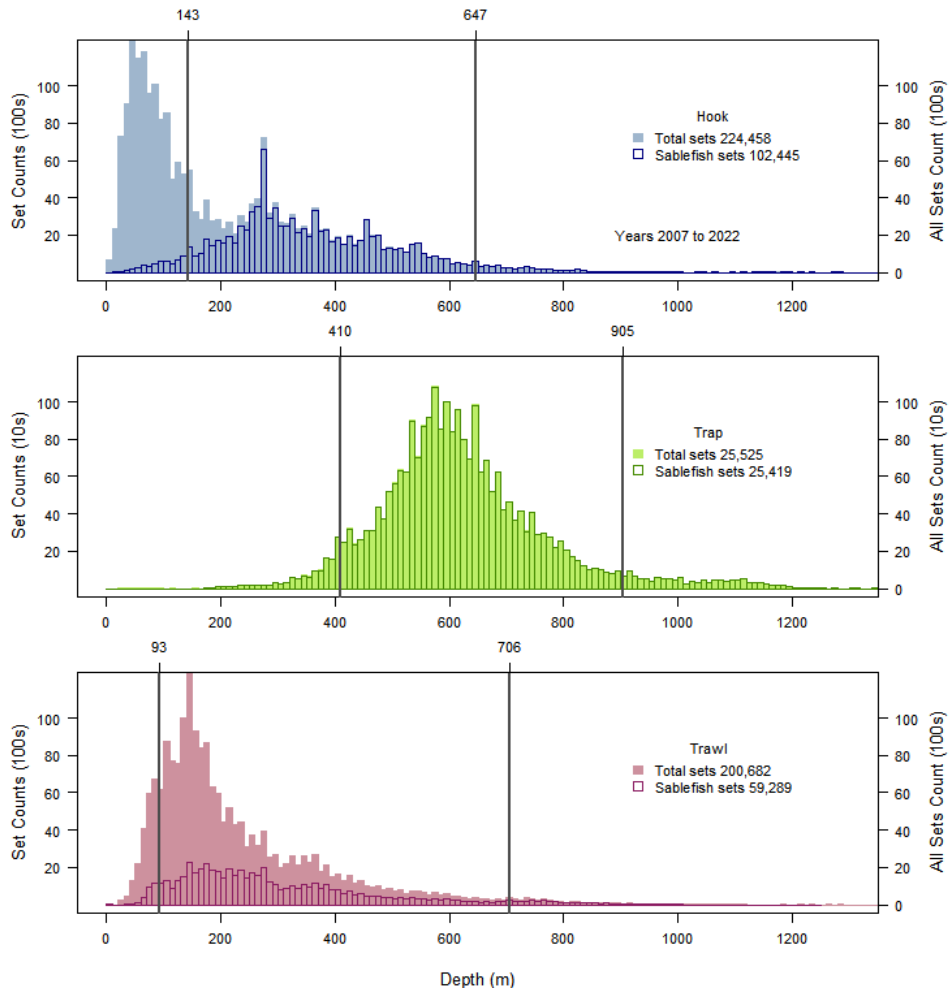 143 647
Set Counts (100s)
100
80
60
40
20
0
Hook
Total sets 224,458
Sablefish sets 102,445
Years 2007 to 2022
All Sets Count (100s)
100
80
60
40
20
0
0 200 400 600 800 1000 1200
410 905
Set Counts (10s)
100
80
60
40
20
Trap
Total sets 25,525
Sablefish sets 25,419
All Sets Count (10s)
100
80
60
40
20
0
0 200 400 600 800 1000 1200
93 706
Set Counts (100s)
100
80
60
40
20
Trawl
Total sets 200,682
Sablefish sets 59,289
All Sets Count (100s)
100
80
60
40
20
0
0 200 400 600 800 1000 1200
Depth (m)